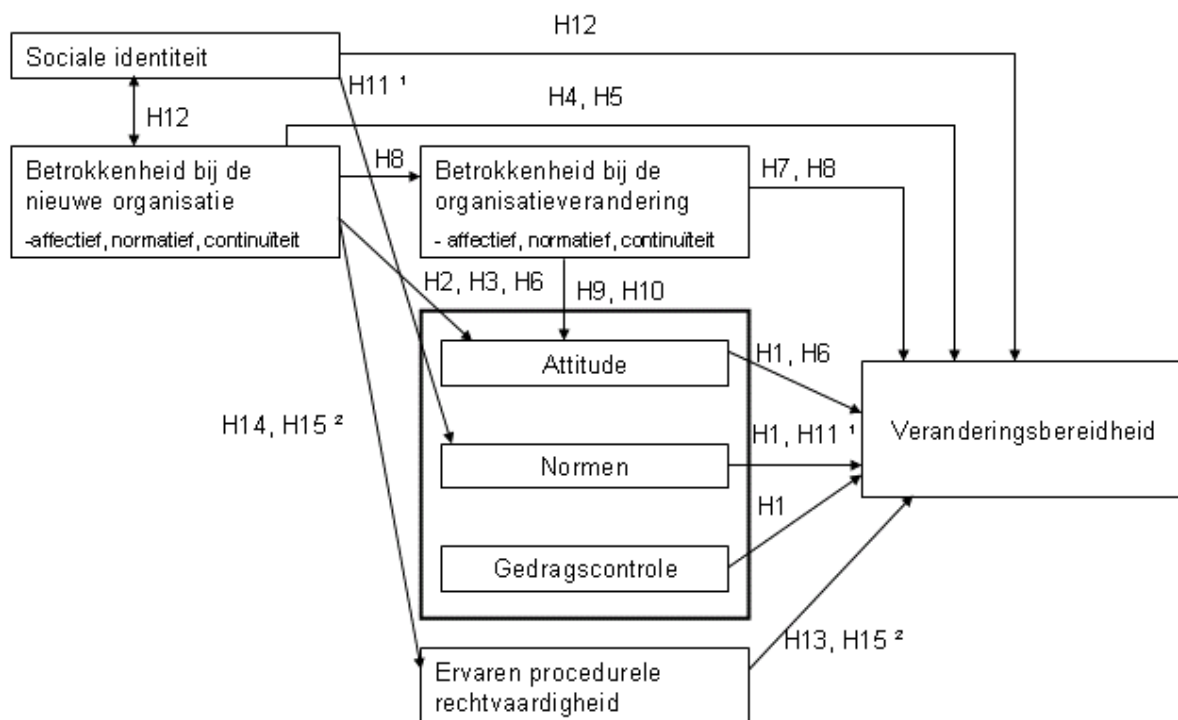 H12
Sociale identiteit
H11 ¹
H4, H5
H12
Betrokkenheid bij de
nieuwe organisatie
-affectief, normatief, continuïteit
H8
Betrokkenheid bij de
organisatieverandering
- affectief, normatief, continuïteit
H7, H8
H2, H3, H6
H9, H10
Attitude
H1, H6
H14, H15 ²
Normen
H1, H11 ¹
Veranderingsbereidheid
H1
Gedragscontrole
H13, H15 ²
Ervaren procedurele
rechtvaardigheid